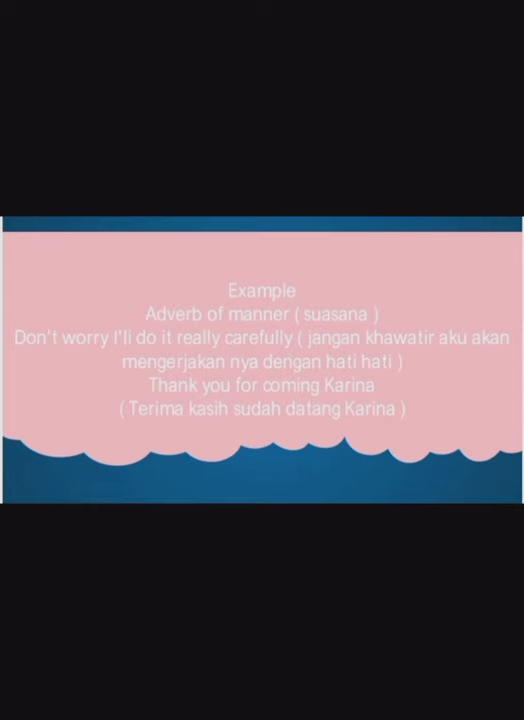 Example
Adverb of manner ( suasana )
Don't worry I'li do it really carefully ( jangan khawatir aku akan
mengerjakan nya dengan hati hati )
Thank you for coming Karina
( Terima kasih sudah datang Karina )